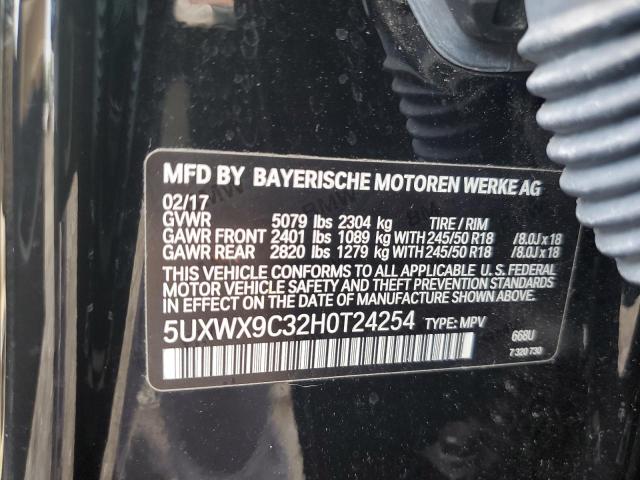 MFD BY BAYERISCHE MOTOREN WERKE AG
02/17
GVWR 5079 lbs 2304 kg TIRE / RIM
GAWR FRONT 2401 lbs 1089 kg WITH 245/50 R18 /8.0J x 18
GAWR REAR 2820 lbs 1279 kg WITH 245/50 R18 /8.0J x 18
THIS VEHICLE CONFORMS TO ALL APPLICABLE U.S. FEDERAL
MOTOR VEHICLE SAFETY, BUMPER, AND THEFT PREVENTION
STANDARDS IN EFFECT ON THE DATE OF MANUFACTURE SHOWN ABOVE.
5UXWX9C32H0T24254 TYPE: MPV
668U
7 320 730